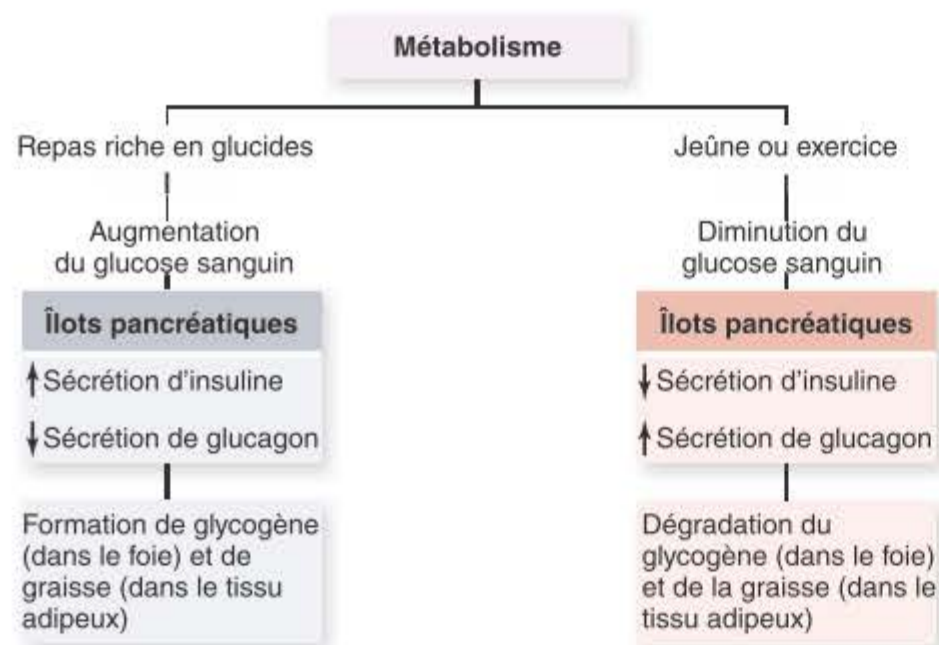 Métabolisme
Repas riche en glucides
Augmentation
du glucose sanguin
Îlots pancréatiques
↑ Sécrétion d'insuline
↓ Sécrétion de glucagon
Formation de glycogène
(dans le foie) et de
graisse (dans le tissu
adipeux)
Jeûne ou exercice
Diminution du
glucose sanguin
Îlots pancréatiques
↓ Sécrétion d'insuline
↑ Sécrétion de glucagon
Dégradation du
glycogène (dans le foie)
et de la graisse (dans le
tissu adipeux)